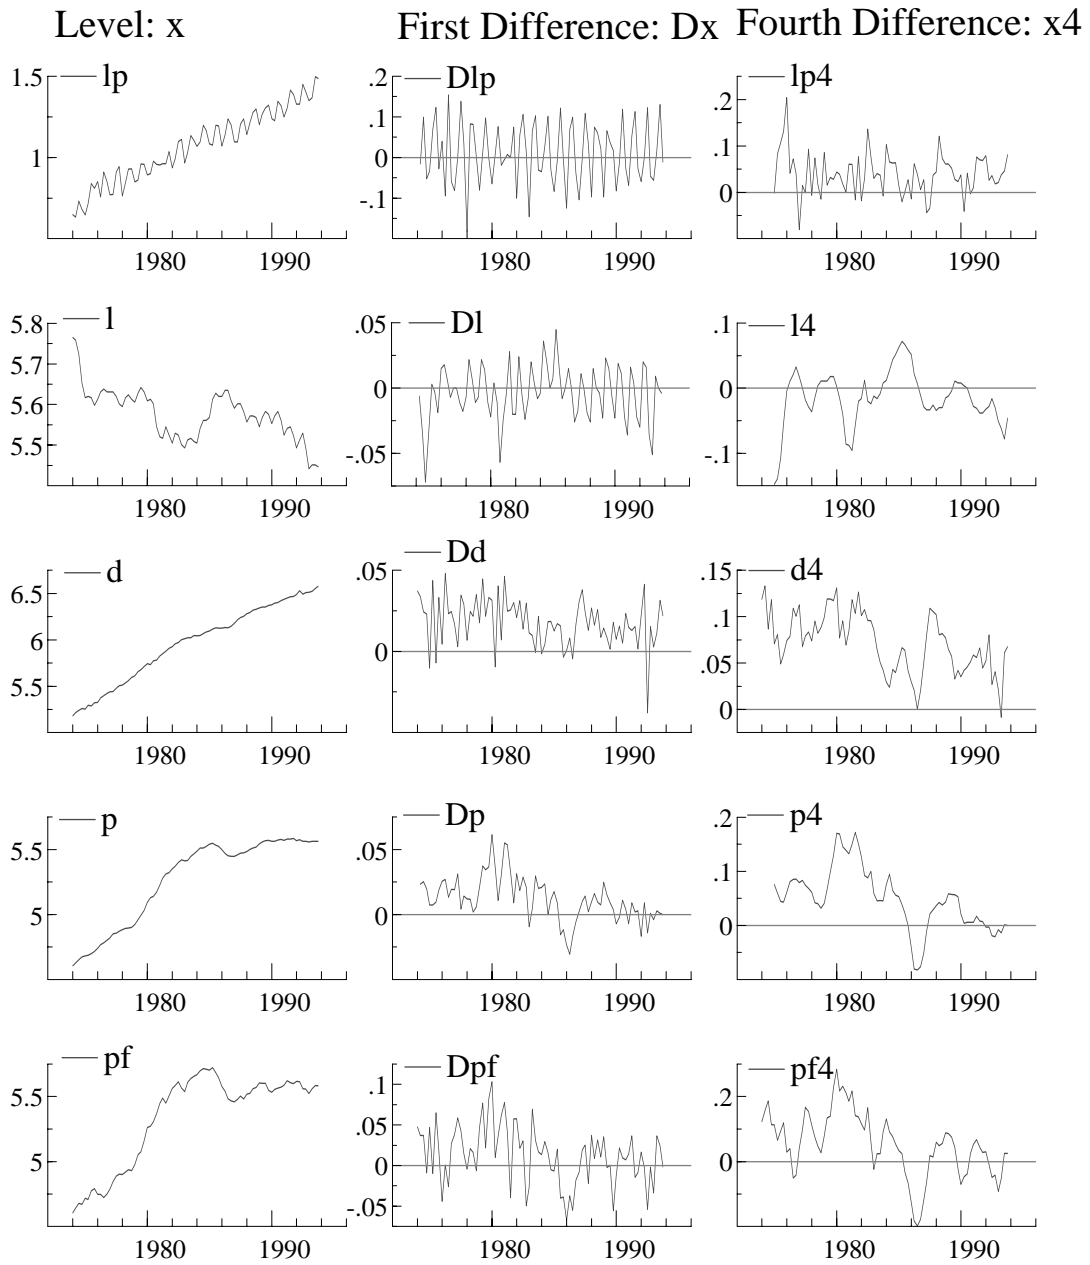 Level: x First Difference: Dx Fourth Difference: x4
lp Dlp lp4
1.5 .2 .2
.1 .1
1 0 0
-.1
1980 1990 1980 1990 1980 1990
l Dl l4
5.8 .05 .1
5.7
5.6 0 0
5.5 -.05 -.1
1980 1990 1980 1990 1980 1990
d Dd d4
6.5 .05 .15
6 .1
5.5 0 .05
0
1980 1990 1980 1990 1980 1990
p Dp p4
5.5 .05 .2
.1
5 0 0
1980 1990 1980 1990 1980 1990
pf Dpf pf4
5.5 .1 .2
.05
5 0 0
-.05
1980 1990 1980 1990 1980 1990